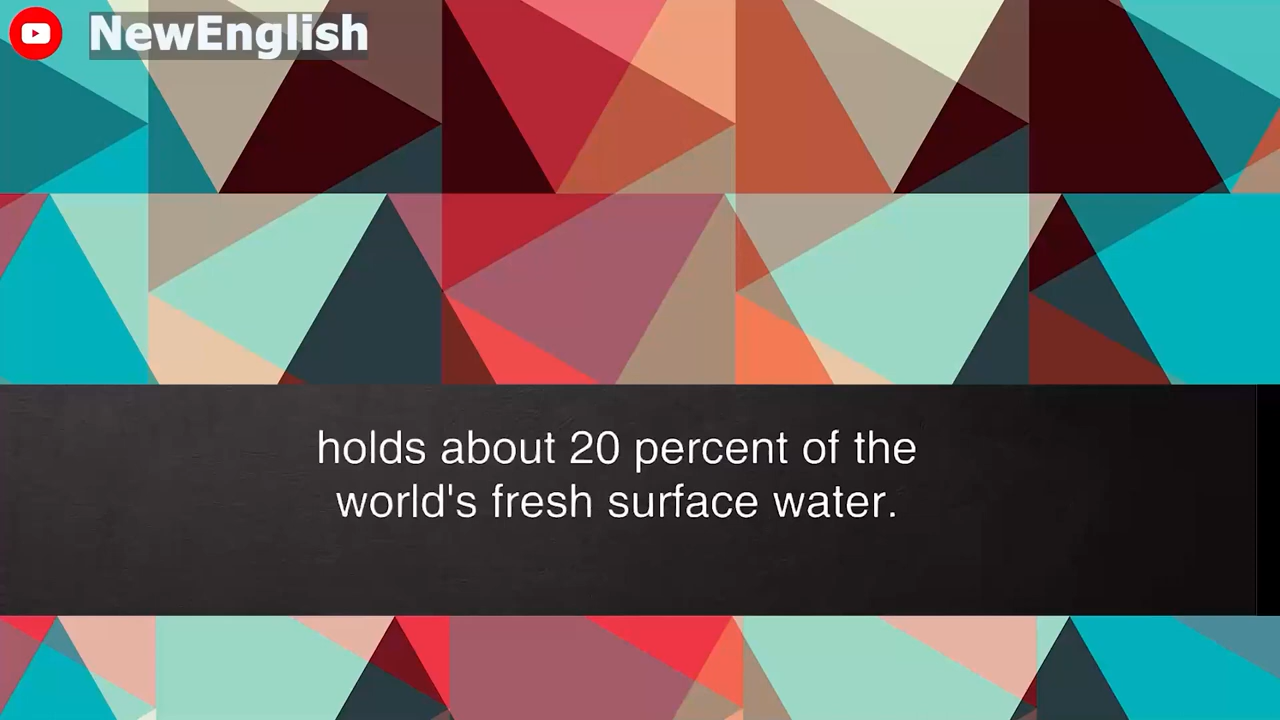 NewEnglish
holds about 20 percent of the
world's fresh surface water.